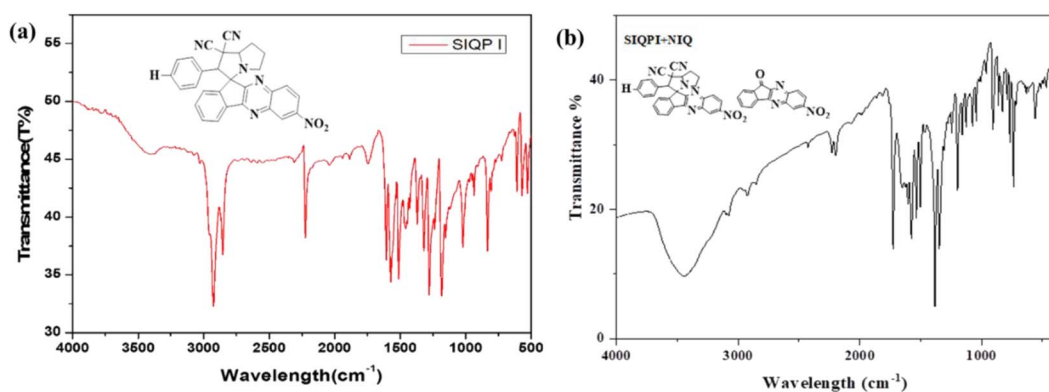 (a)
65
60
55
50
45
40
35
30
Transmittance(T%)
4000 3500 3000 2500 2000 1500 1000 500
Wavelength(cm-1)
SIQP I
CN
NC
H
N
N
N
NO2
(b)
SIQPI+NIQ
40
20
0
Transmittance %
4000 3000 2000 1000
Wavelength (cm-1)
CN
NC
H
N
N
N
NO2
O
N
N
NO2